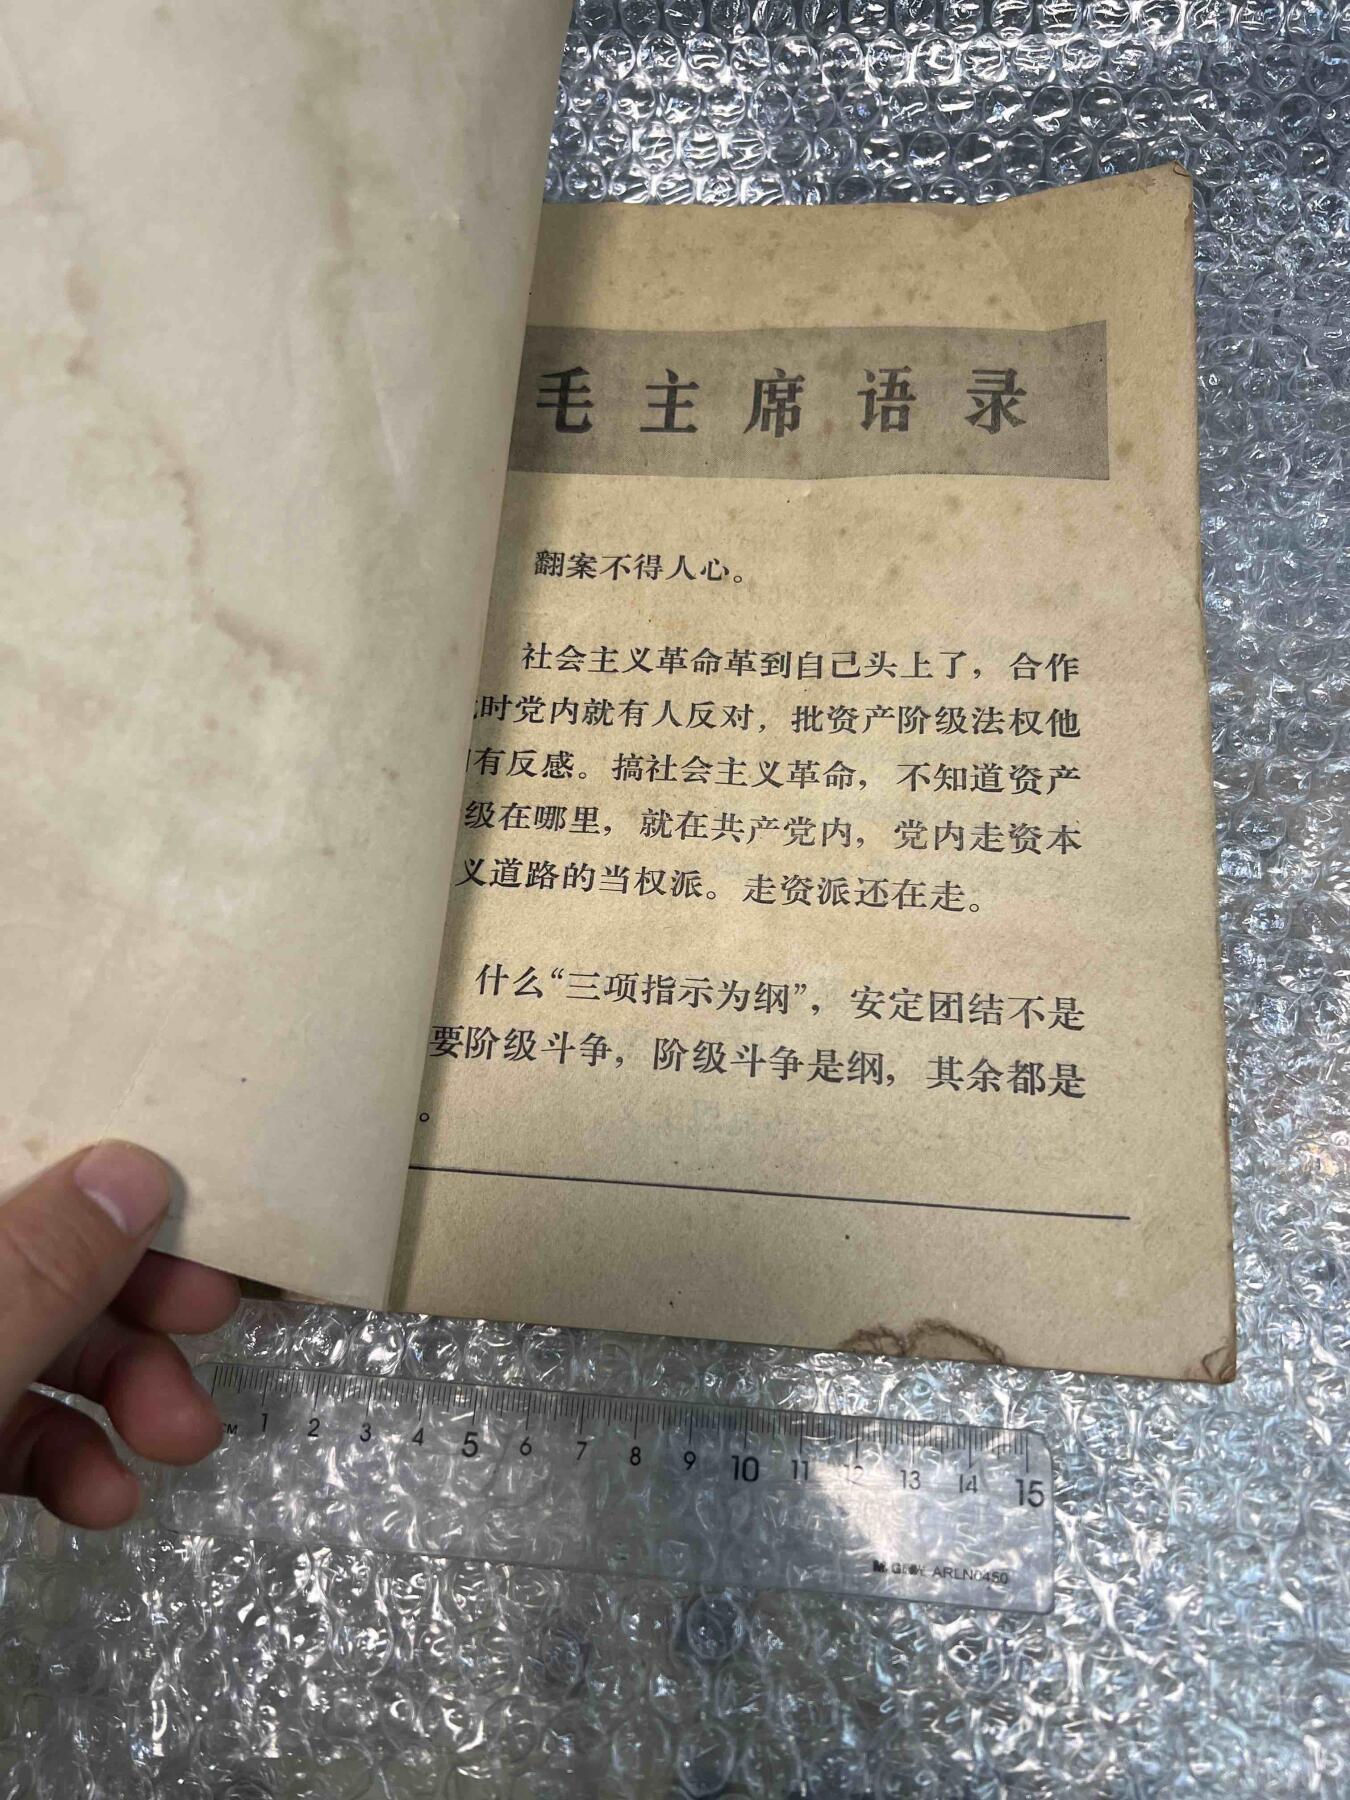 毛主席语录
翻案不得人心。
社会主义革命革到自己头上了，合作
时党内就有人反对，批资产阶级法权他
有反感。搞社会主义革命，不知道资产
级在哪里，就在共产党内，党内走资本
义道路的当权派。走资派还在走。
什么“三项指示为纲”，安定团结不是
要阶级斗争，阶级斗争是纲，其余都是
。
CM 1 2 3 4 5 6 7 8 9 10 11 12 13 14 15
ARLN0450